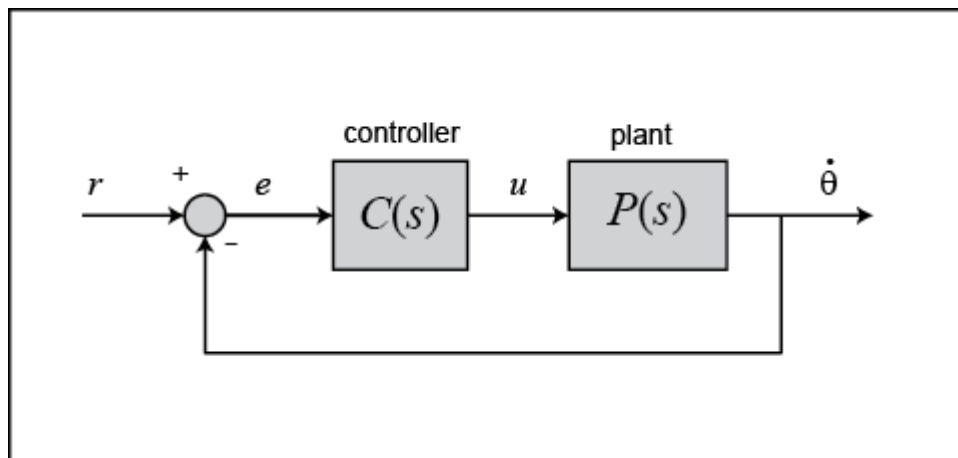 controller
plant
r
+
e
C(s)
u
P(s)
θ̇
−